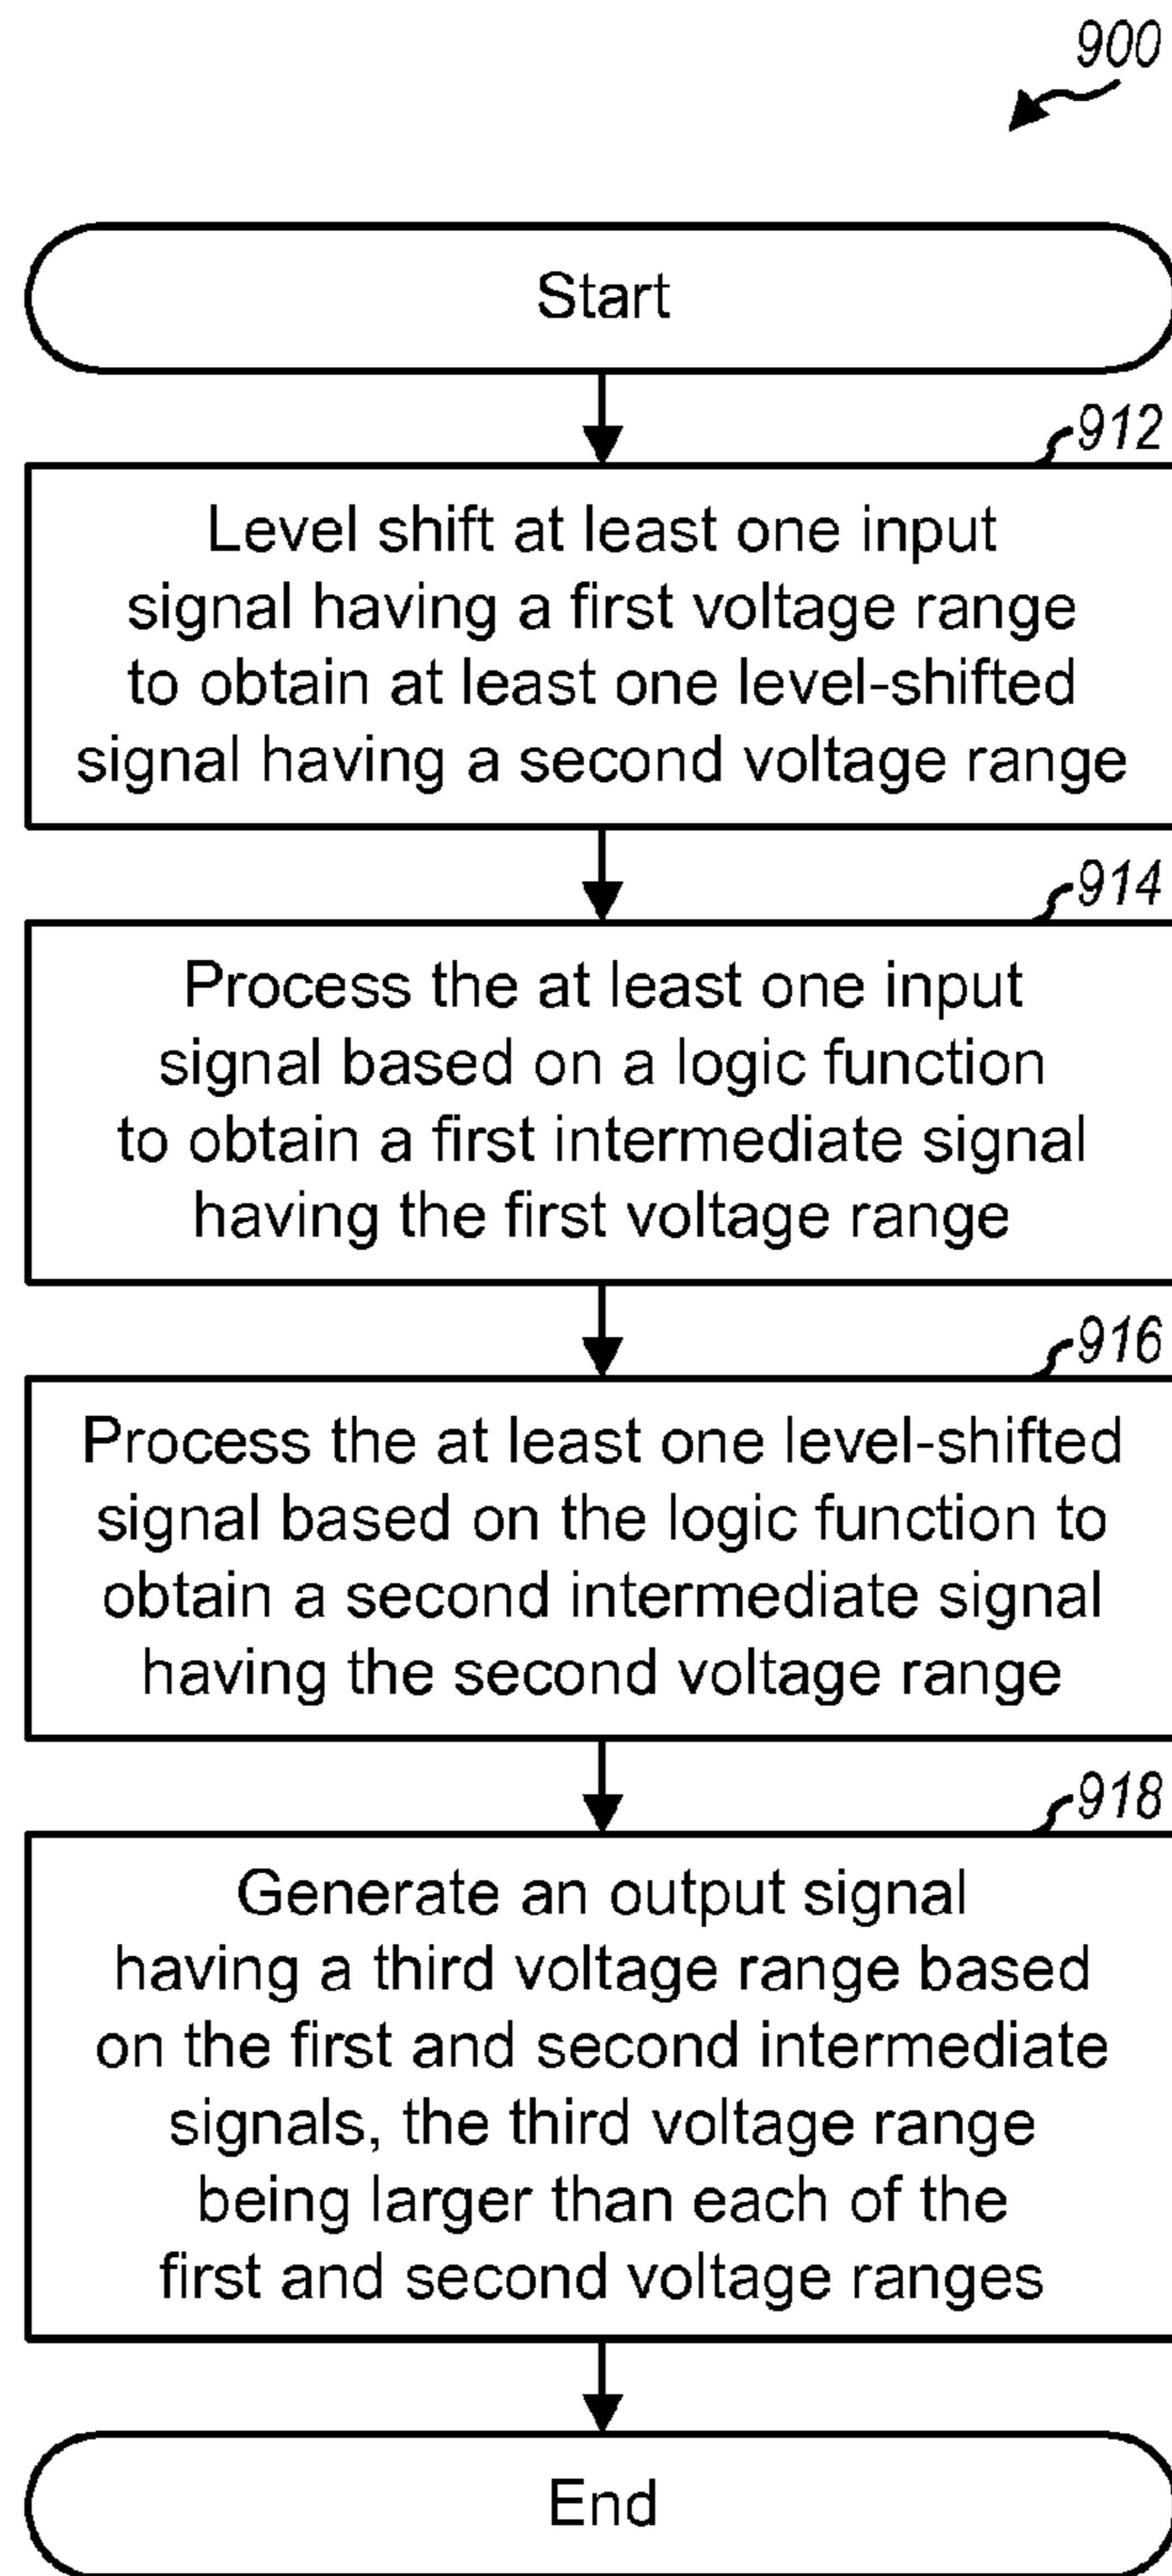 900
Start
912
Level shift at least one input
signal having a first voltage range
to obtain at least one level-shifted
signal having a second voltage range
914
Process the at least one input
signal based on a logic function
to obtain a first intermediate signal
having the first voltage range
916
Process the at least one level-shifted
signal based on the logic function to
obtain a second intermediate signal
having the second voltage range
918
Generate an output signal
having a third voltage range based
on the first and second intermediate
signals, the third voltage range
being larger than each of the
first and second voltage ranges
End